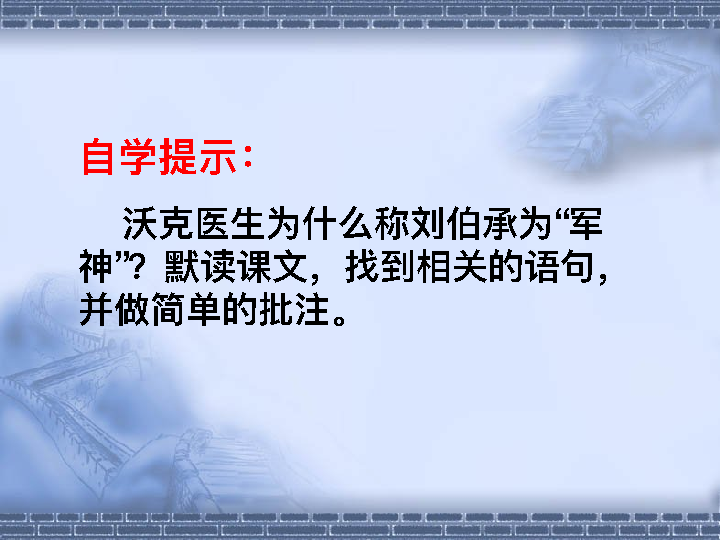 自学提示：
沃克医生为什么称刘伯承为“军
神”？默读课文，找到相关的语句，
并做简单的批注。